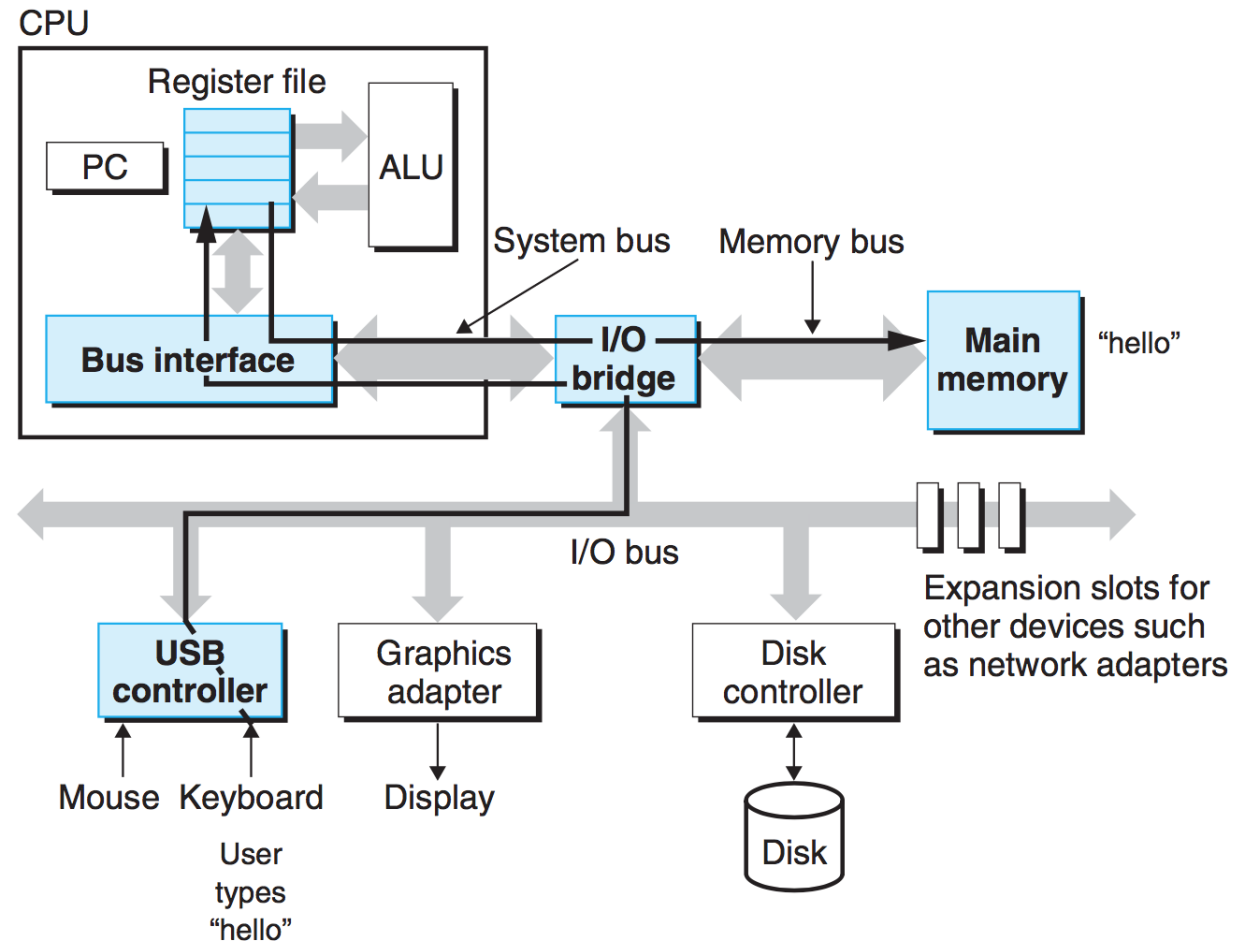 CPU
Register file
PC
ALU
System bus
Memory bus
Bus interface
I/O
bridge
Main
memory
“hello”
I/O bus
Expansion slots for
other devices such
as network adapters
USB
controller
Graphics
adapter
Disk
controller
Mouse
Keyboard
Display
Disk
User
types
“hello”